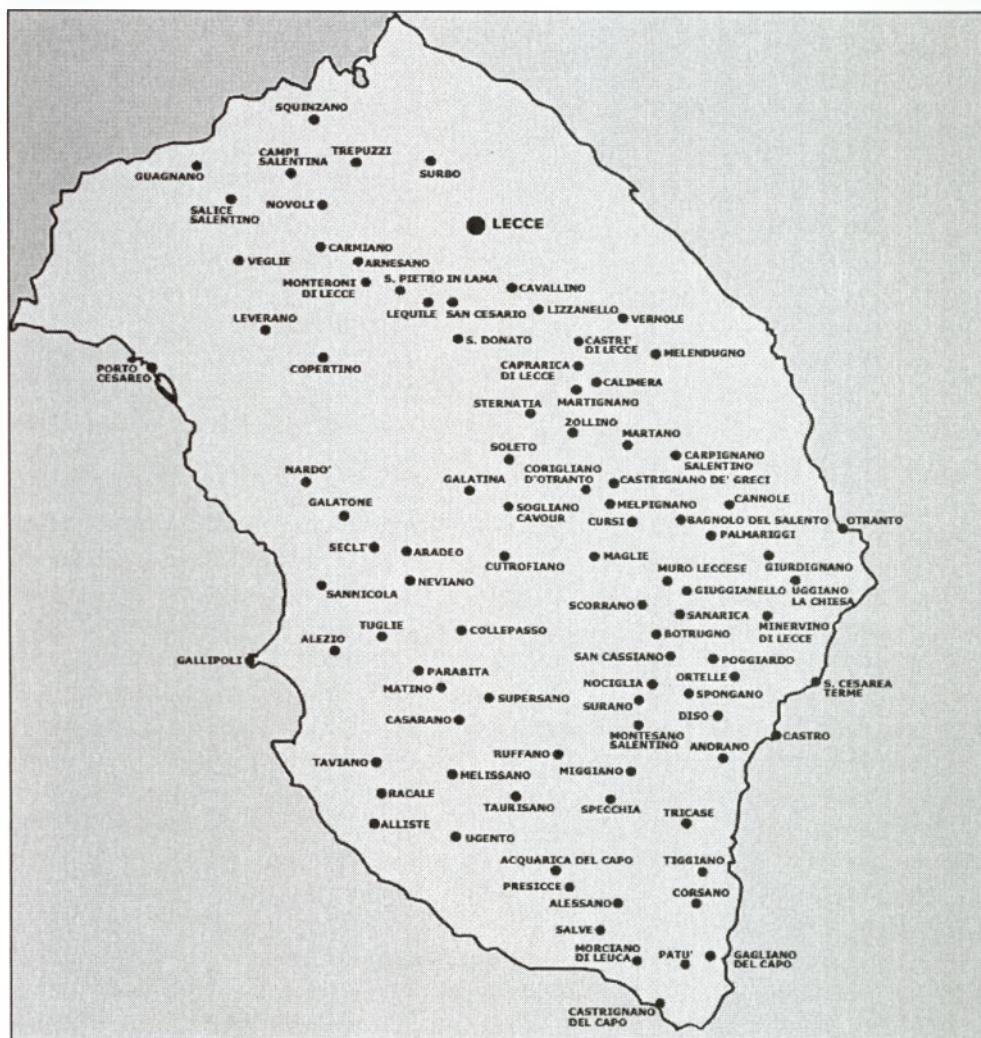 SQUINZANO
CAMPI
SALENTINA
TREPUZZI
GUAGNANO
SURBO
SALICE
SALENTINO
NOVOLI
LECCE
CARMIANO
VEGLIE
ARNESANO
S. PIETRO IN LAMA
MONTERONI
DI LECCE
CAVALLINO
LEQUILE
SAN CESARIO
LIZZANELLO
VERNOLE
LEVERANO
S. DONATO
CASTRI'
DI LECCE
MELENDUGNO
COPERTINO
PORTO
CESAREO
CAPRARICA
DI LECCE
CALIMERA
MARTIGNANO
STERNATIA
ZOLLINO
MARTANO
SOLETO
CARPIGNANO
SALENTINO
NARDO'
GALATINA
CORIGLIANO
D'OTRANTO
CASTRIGNANO DE' GRECI
GALATONE
SOGLIANO
CAVOUR
MELPIGNANO
CANNOLE
CURSI
BAGNOLO DEL SALENTO
OTRANTO
PALMARIGGI
SECLI'
ARADEO
CUTROFIANO
MAGLIE
GIURDIGNANO
MURO LECCESE
NEVIANO
SANNICOLA
GIUGGIANELLO
UGGIANO
LA CHIESA
SCORRANO
SANARICA
MINERVINO
DI LECCE
TUGLIE
COLLEPASSO
BOTRUGNO
ALEZIO
GALLIPOLI
SAN CASSIANO
POGGIARDO
PARABITA
ORTELLE
S. CESAREA
TERME
MATINO
NOCIGLIA
SPONGANO
SUPERSANO
SURANO
CASARANO
DISO
MONTESANO
SALENTINO
CASTRO
RUFFANO
ANDRANO
TAVIANO
MELISSANO
MIGGIANO
RACALE
TAURISANO
SPECCHIA
TRICASE
ALLISTE
UGENTO
ACQUARICA DEL CAPO
TIGGIANO
PRESICCE
CORSANO
ALESSANO
SALVE
MORCIANO
DI LEUCA
PATU'
GAGLIANO
DEL CAPO
CASTRIGNANO
DEL CAPO